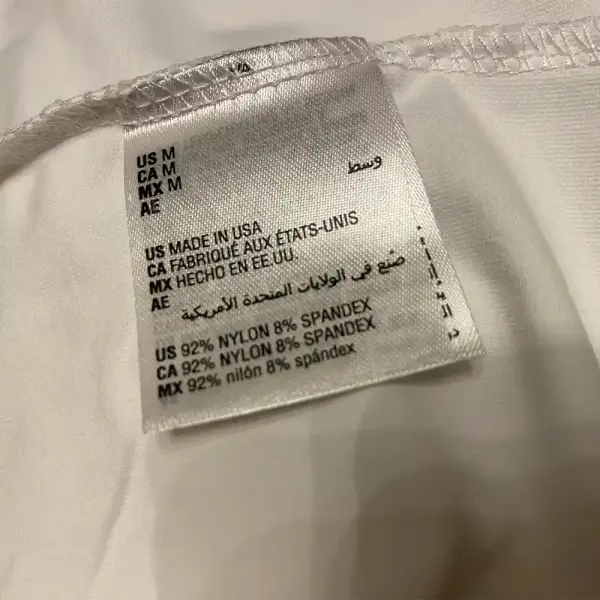 US M
CA M
MX M
AE وسط
US MADE IN USA
CA FABRIQUÉ AUX ÉTATS-UNIS
MX HECHO EN EE.UU.
AE صُنع في الولايات المتحدة الأمريكية
US 92% NYLON 8% SPANDEX
CA 92% NYLON 8% SPANDEX
MX 92% nilón 8% spándex